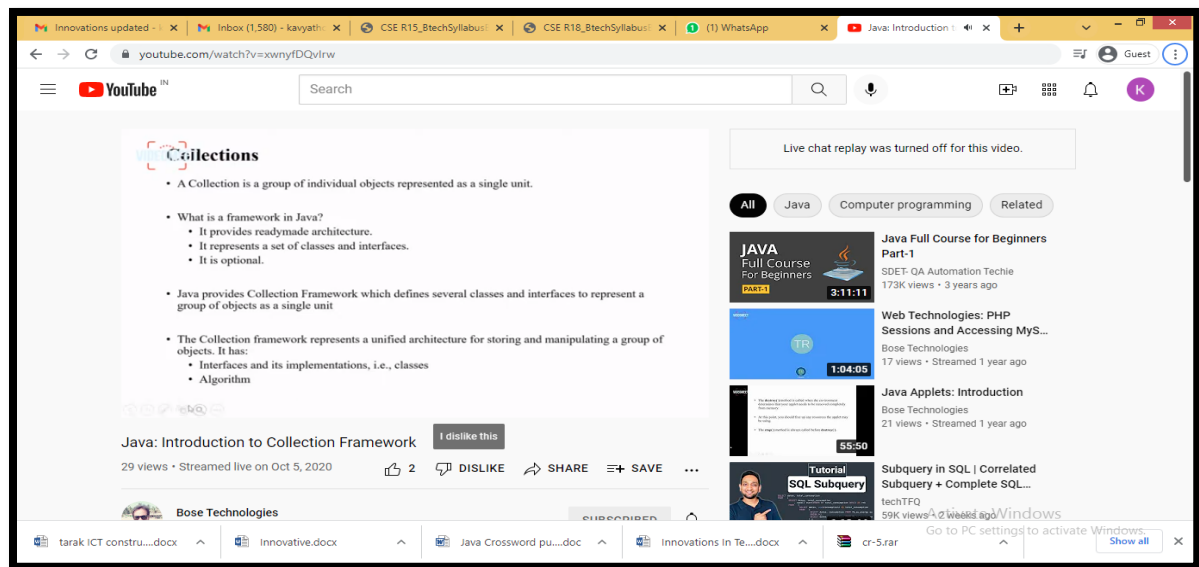 Innovations updated - k
Inbox (1,580) - kavyath
CSE R15_BtechSyllabus
CSE R18_BtechSyllabus
(1) WhatsApp
Java: Introduction t
youtube.com/watch?v=xwnyfDQvIrw
Guest
YouTube IN
Search
K
Collections
• A Collection is a group of individual objects represented as a single unit.
• What is a framework in Java?
• It provides readymade architecture.
• It represents a set of classes and interfaces.
• It is optional.
• Java provides Collection Framework which defines several classes and interfaces to represent a
group of objects as a single unit
• The Collection framework represents a unified architecture for storing and manipulating a group of
objects. It has:
• Interfaces and its implementations, i.e., classes
• Algorithm
Java: Introduction to Collection Framework
I dislike this
29 views • Streamed live on Oct 5, 2020
2
DISLIKE
SHARE
SAVE
Bose Technologies
SUBSCRIBED
Live chat replay was turned off for this video.
All
Java
Computer programming
Related
JAVA
Full Course
For Beginners
PART-1
3:11:11
Java Full Course for Beginners
Part-1
SDET- QA Automation Techie
173K views • 3 years ago
TR
1:04:05
Web Technologies: PHP
Sessions and Accessing MyS...
Bose Technologies
17 views • Streamed 1 year ago
55:50
Java Applets: Introduction
Bose Technologies
21 views • Streamed 1 year ago
Tutorial
SQL Subquery
Subquery in SQL | Correlated
Subquery + Complete SQL...
techTFQ
59K views • 2 weeks ago
Activate Windows
Go to PC settings to activate Windows.
tarak ICT constru....docx
Innovative.docx
Java Crossword pu....doc
Innovations In Te....docx
cr-5.rar
Show all